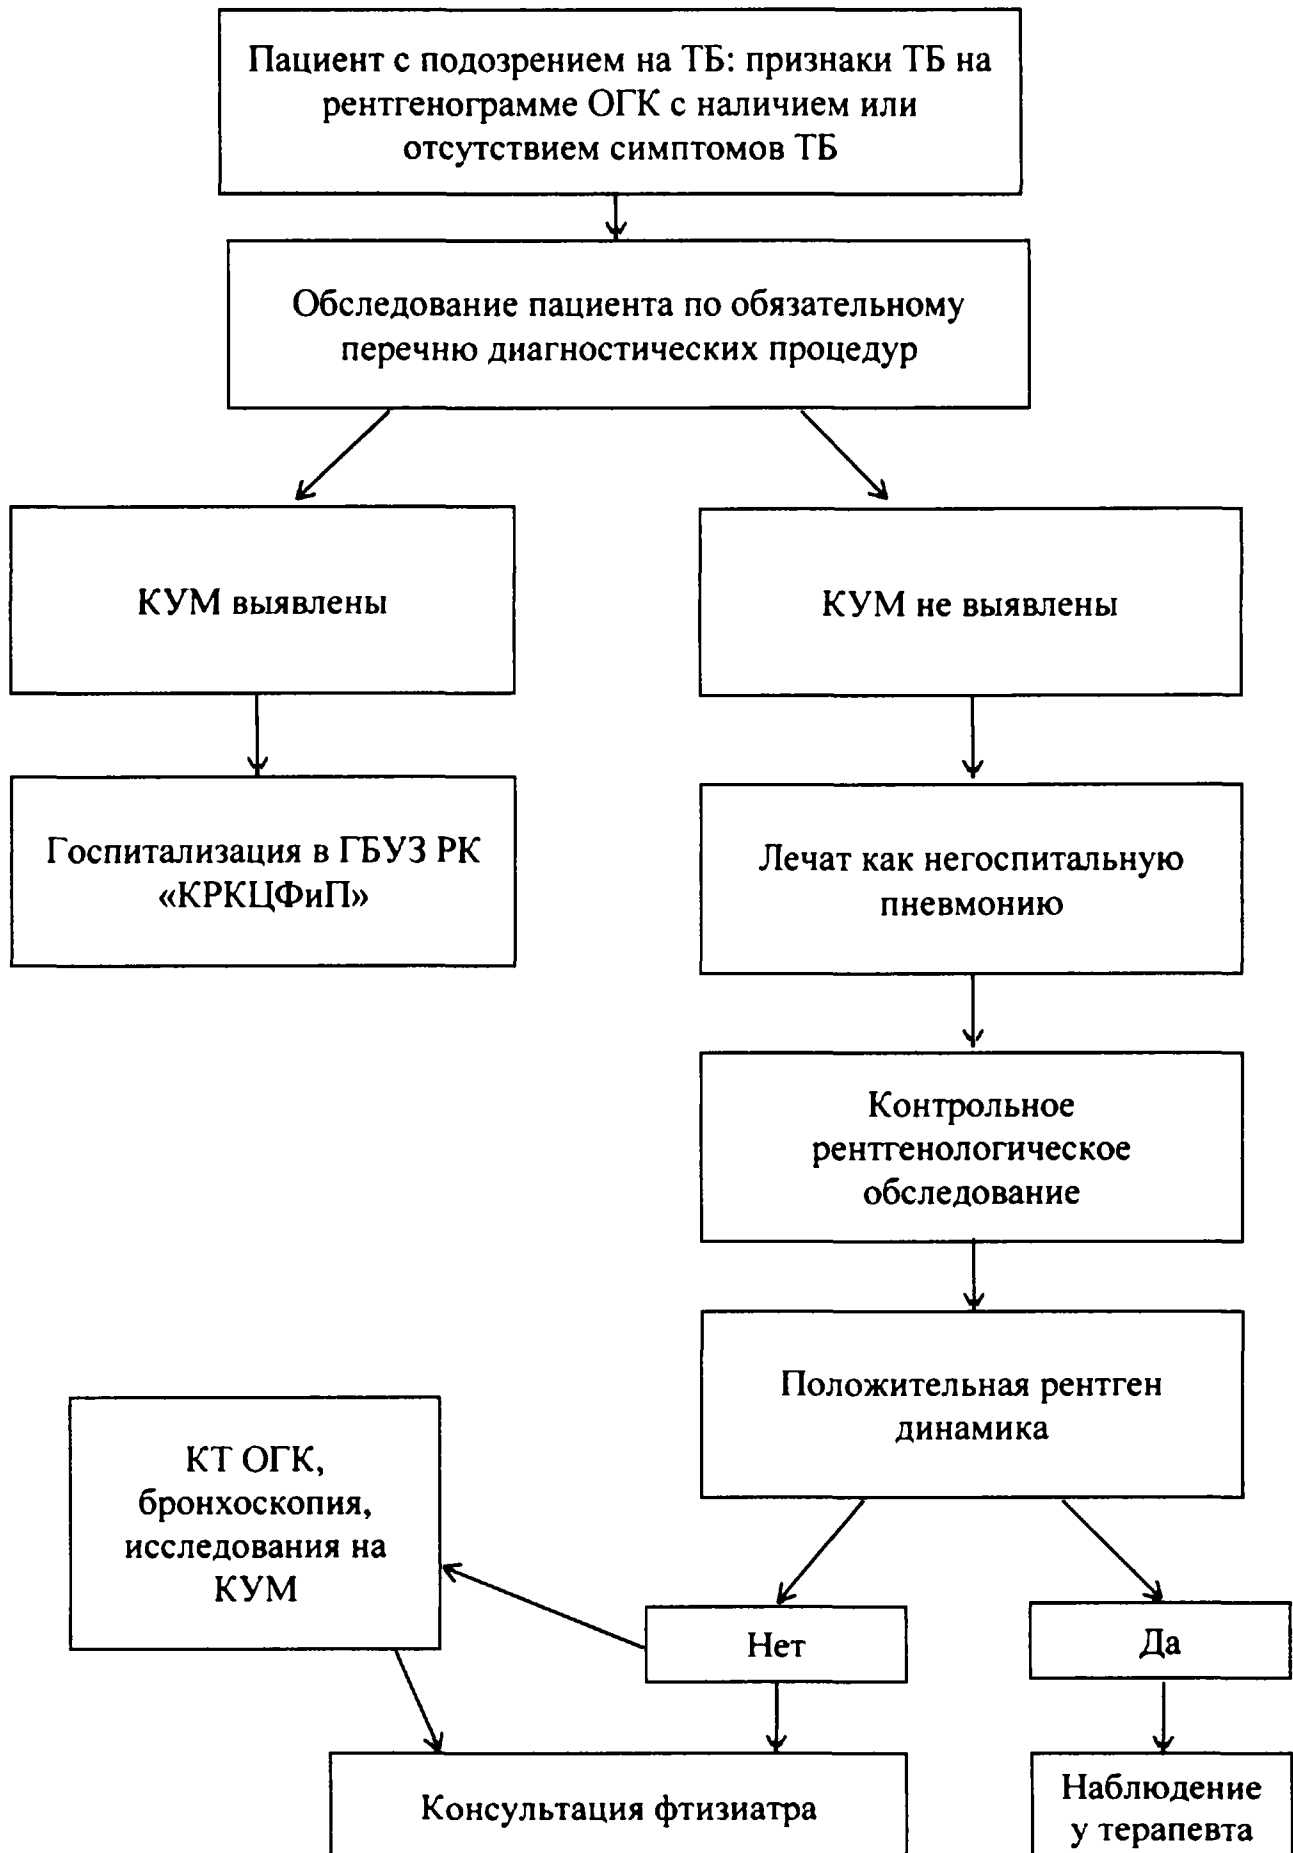 Пациент с подозрением на ТБ: признаки ТБ на
рентгенограмме ОГК с наличием или
отсутствием симптомов ТБ
Обследование пациента по обязательному
перечню диагностических процедур
КУМ выявлены
КУМ не выявлены
Госпитализация в ГБУЗ РК
«КРКЦФиП»
Лечат как негоспитальную
пневмонию
Контрольное
рентгенологическое
обследование
Положительная рентген
динамика
КТ ОГК,
бронхоскопия,
исследования на
КУМ
Нет
Да
Консультация фтизиатра
Наблюдение
у терапевта